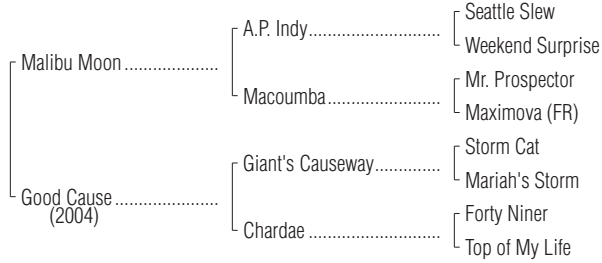 Seattle Slew
A.P. Indy..............................
Weekend Surprise
Malibu Moon .....................
Mr. Prospector
Macoumba.........................
Maximova (FR)
Storm Cat
Giant's Causeway...............
Mariah's Storm
Good Cause .......................
(2004)
Forty Niner
Chardae .............................
Top of My Life